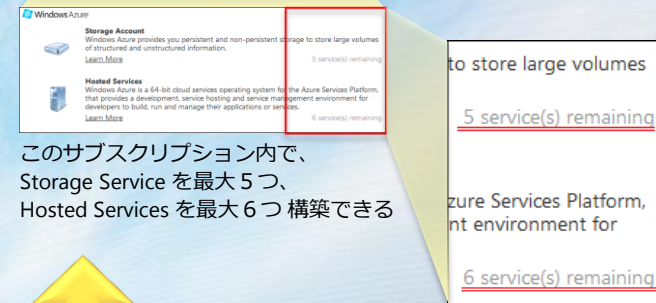 Windows Azure
Storage Account
Windows Azure provides you persistent and non-persistent storage to store large volumes
of structured and unstructured information.
Learn More
5 service(s) remaining
Hosted Services
Windows Azure is a 64-bit cloud services operating system for the Azure Services Platform,
that provides a development, service hosting and service management environment for
developers to build, run and manage their applications or services.
Learn More
6 service(s) remaining
このサブスクリプション内で、
Storage Service を最大５つ、
Hosted Services を最大６つ 構築できる
to store large volumes
5 service(s) remaining
zure Services Platform,
nt environment for
6 service(s) remaining